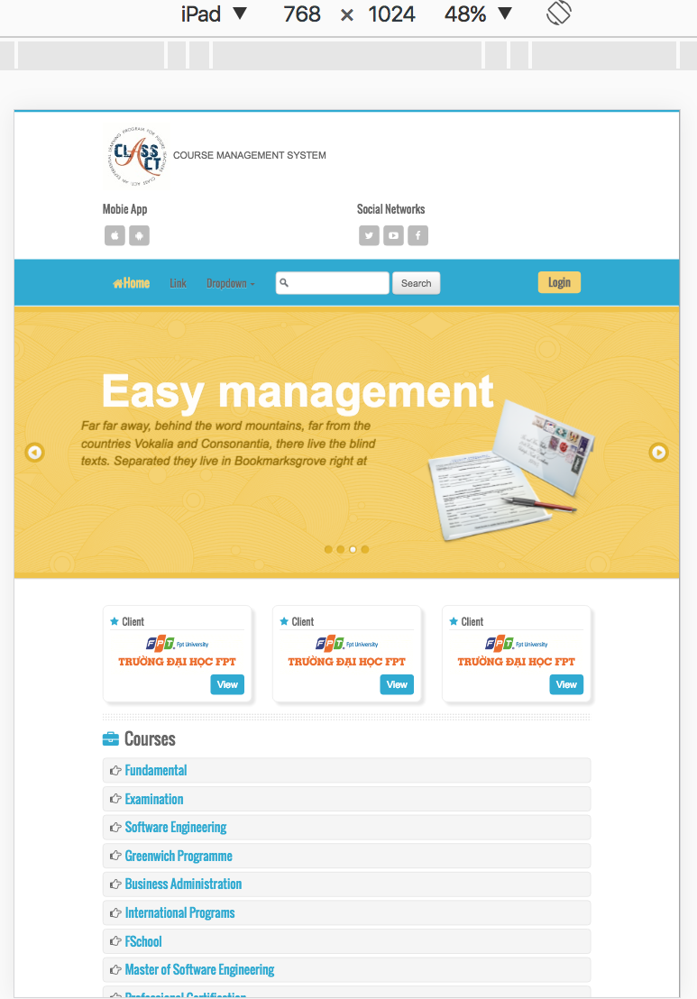 iPad ▼ 768 × 1024 48% ▼
CLASS ACT
COURSE MANAGEMENT SYSTEM
Mobie App
Social Networks
Home Link Dropdown Search Login
Easy management
Far far away, behind the word mountains, far from the
countries Vokalia and Consonantia, there live the blind
texts. Separated they live in Bookmarksgrove right at
Client Client Client
FPT. Fpt University FPT. Fpt University FPT. Fpt University
TRƯỜNG ĐẠI HỌC FPT TRƯỜNG ĐẠI HỌC FPT TRƯỜNG ĐẠI HỌC FPT
View View View
Courses
Fundamental
Examination
Software Engineering
Greenwich Programme
Business Administration
International Programs
FSchool
Master of Software Engineering
Professional Certification